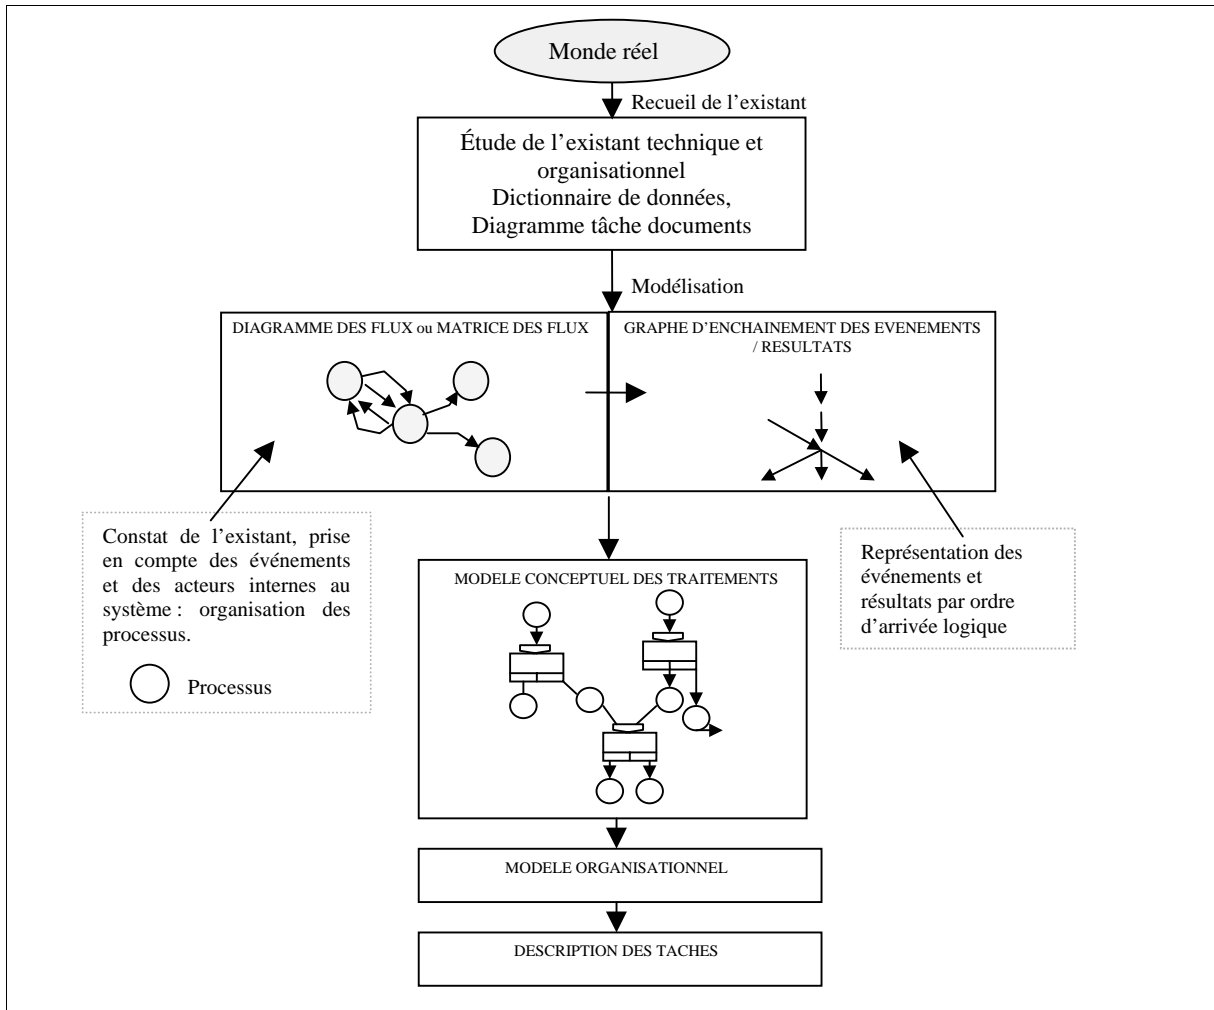 Monde réel
Recueil de l’existant
Étude de l’existant technique et
organisationnel
Dictionnaire de données,
Diagramme tâche documents
Modélisation
DIAGRAMME DES FLUX ou MATRICE DES FLUX
GRAPHE D’ENCHAINEMENT DES EVENEMENTS
/ RESULTATS
Constat de l’existant, prise
en compte des événements
et des acteurs internes au
système : organisation des
processus.
Processus
Représentation des
événements et
résultats par ordre
d’arrivée logique
MODELE CONCEPTUEL DES TRAITEMENTS
MODELE ORGANISATIONNEL
DESCRIPTION DES TACHES